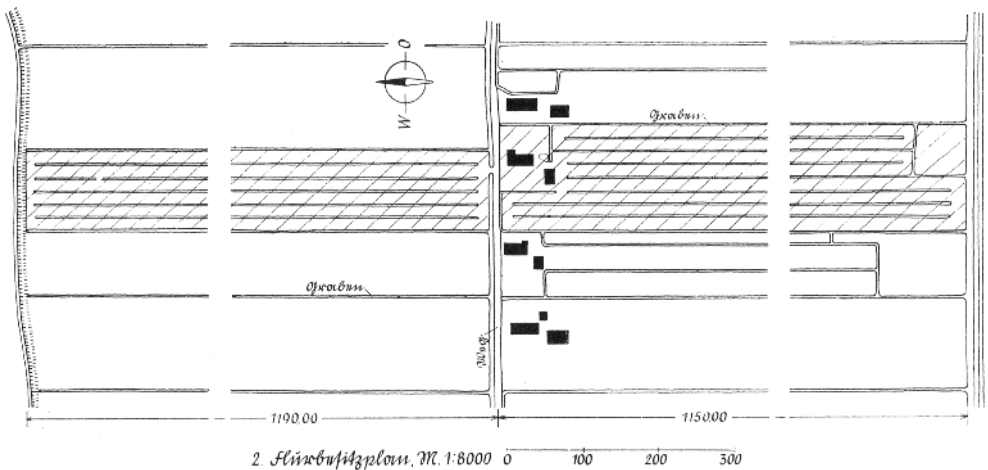 O
W
Graben.
Graben
Weg.
1190,00
1150,00
2. Flurbesitzplan. M. 1:8000
0 100 200 300